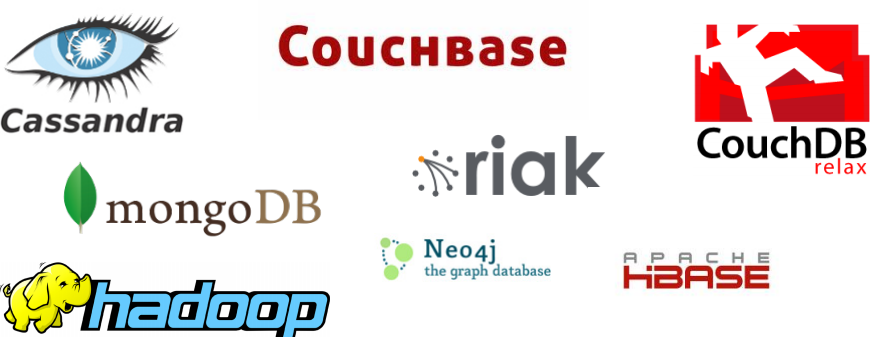 Cassandra
COUCHBASE
CouchDB
relax
riak
mongoDB
Neo4j
the graph database
APACHE
HBASE
hadoop